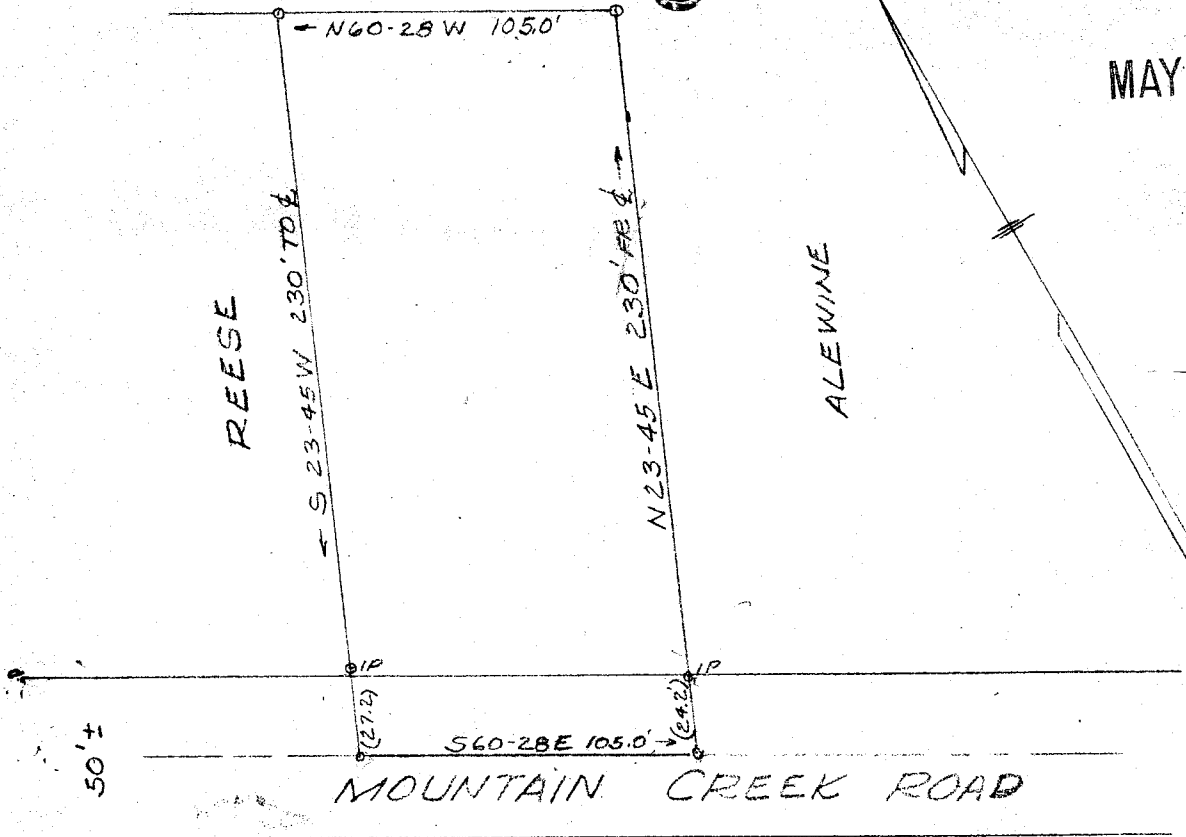 ← N60-28 W 105.0'
MAY
REESE
← S 23-45W 230' TO ℄
N23-45 E 230' FR ℄ →
ALEWINE
IP
IP
(27.2)
(24.2')
50'±
S60-28E 105.0' →
MOUNTAIN CREEK ROAD